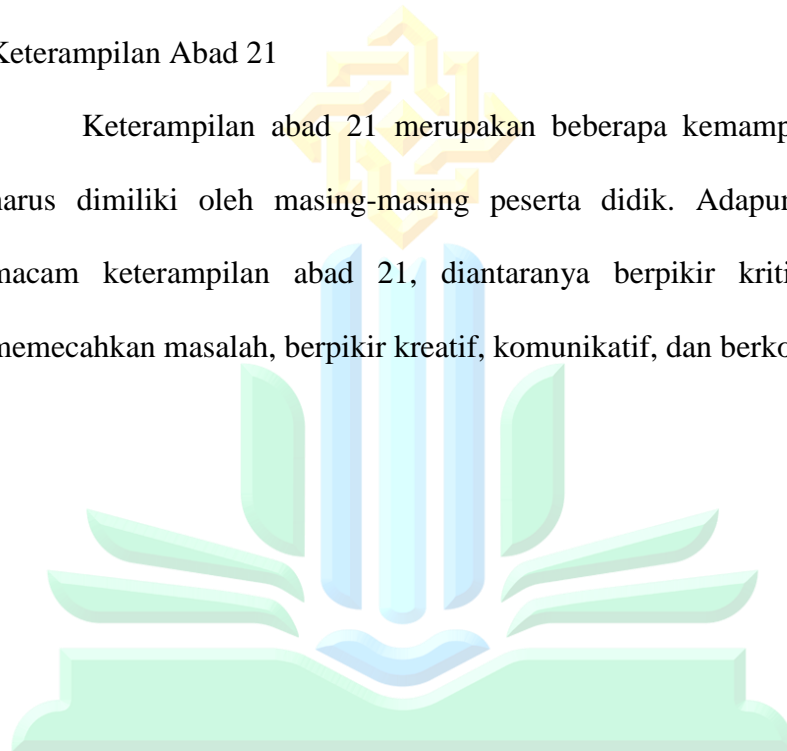 Keterampilan Abad 21
Keterampilan abad 21 merupakan beberapa kemamp
harus dimiliki oleh masing-masing peserta didik. Adapun
macam keterampilan abad 21, diantaranya berpikir kriti
memecahkan masalah, berpikir kreatif, komunikatif, dan berko